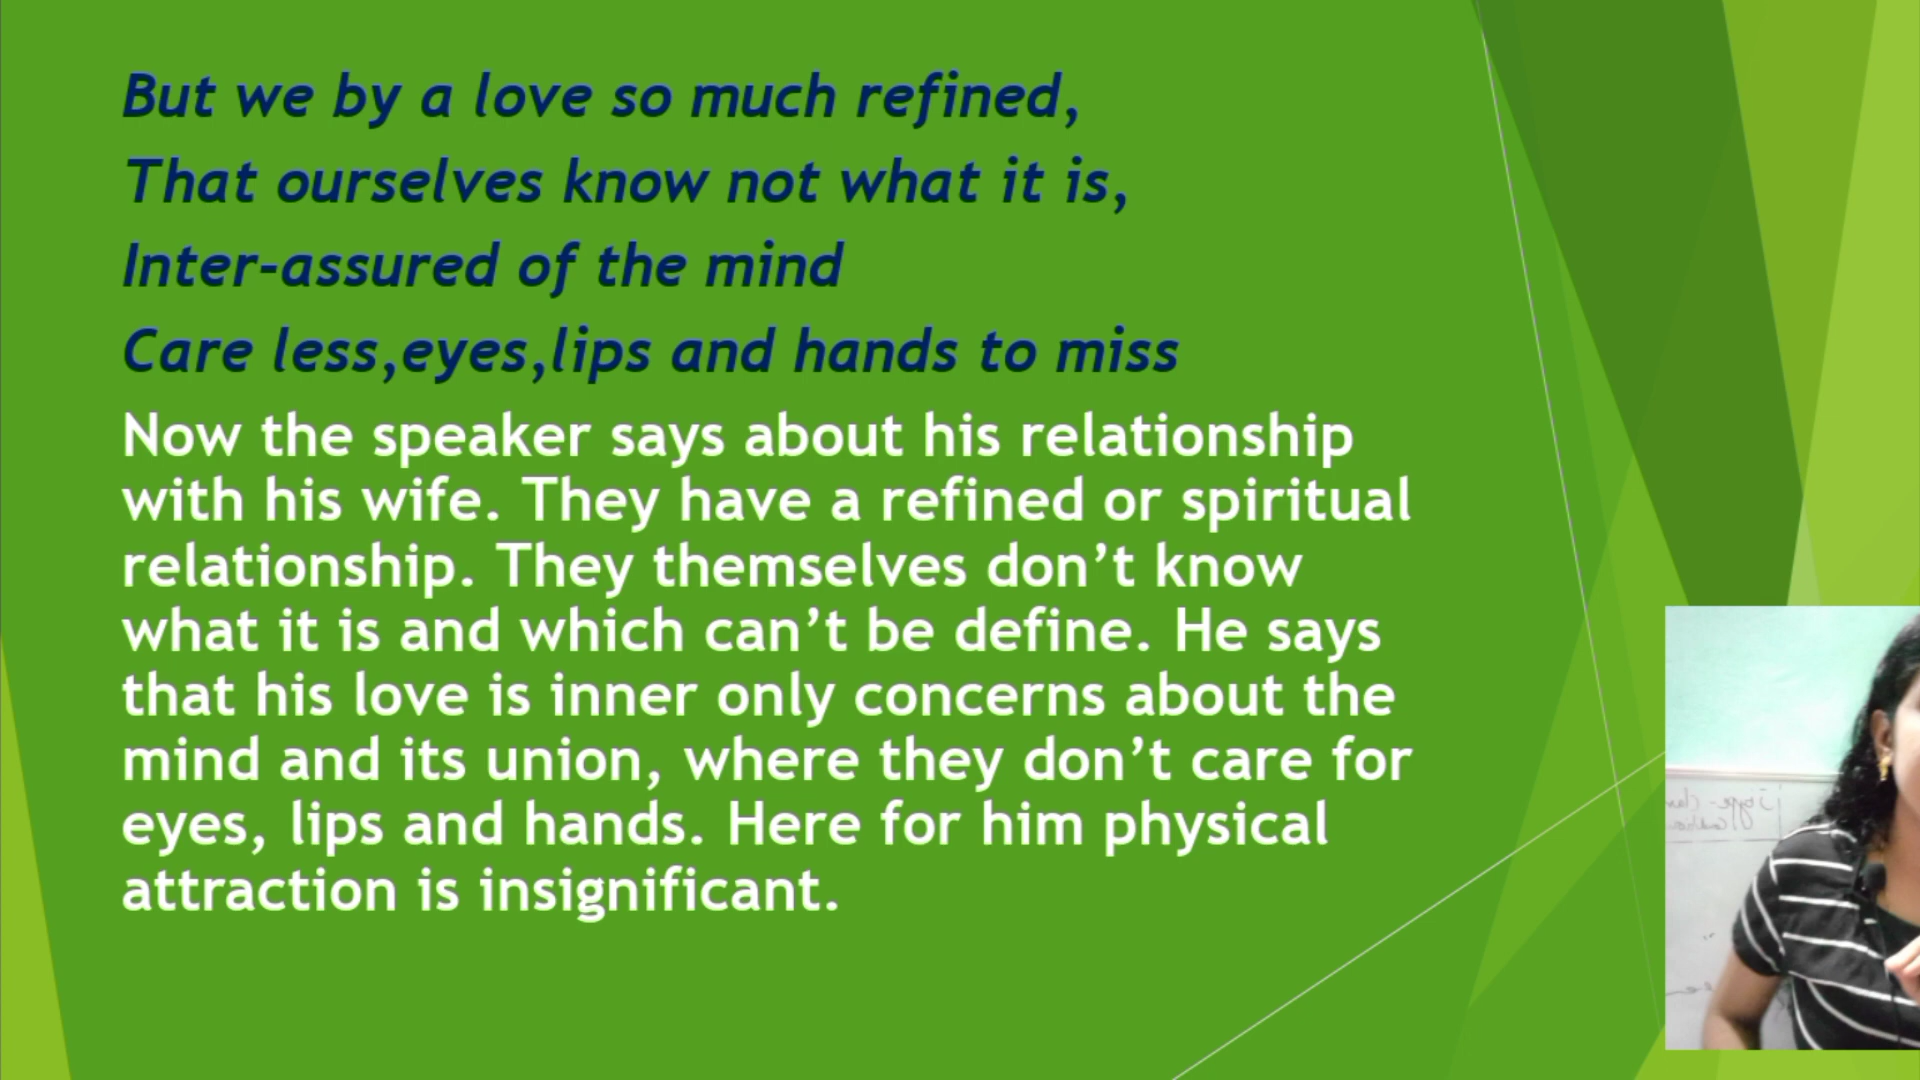 But we by a love so much refined,
That ourselves know not what it is,
Inter-assured of the mind
Care less,eyes,lips and hands to miss
Now the speaker says about his relationship
with his wife. They have a refined or spiritual
relationship. They themselves don’t know
what it is and which can’t be define. He says
that his love is inner only concerns about the
mind and its union, where they don’t care for
eyes, lips and hands. Here for him physical
attraction is insignificant.